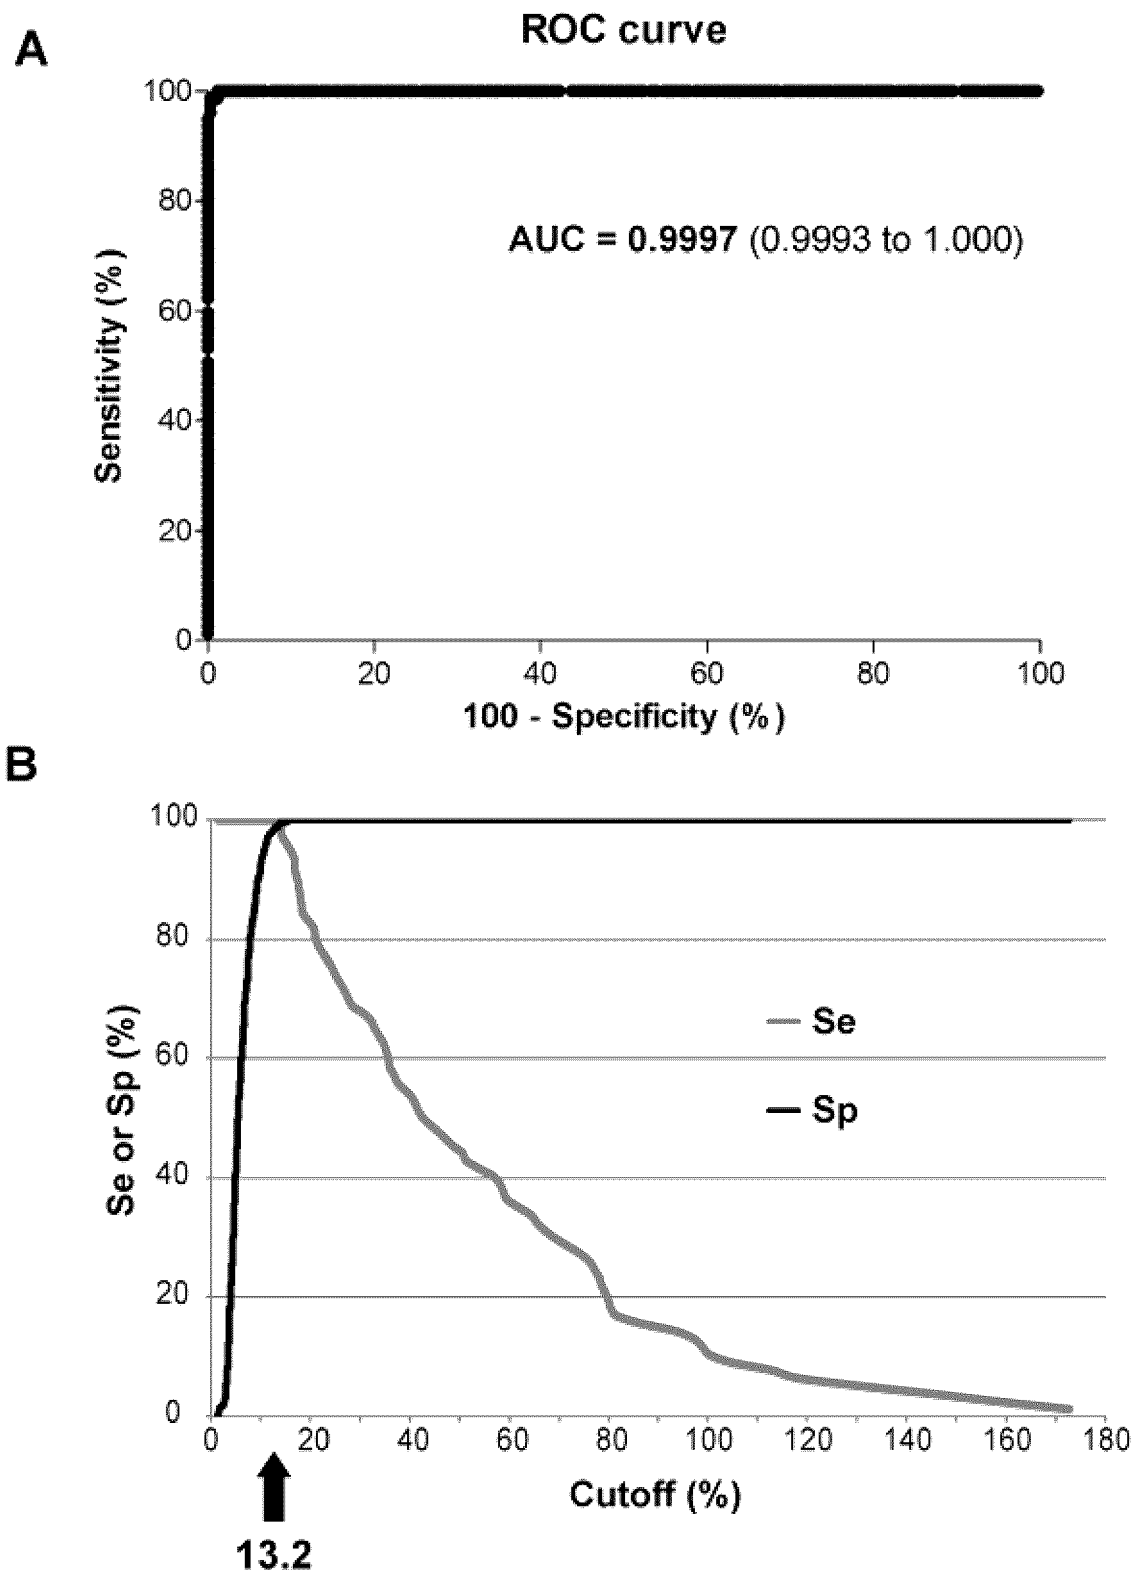 A
ROC curve
100
80
60
40
20
0
Sensitivity (%)
AUC = 0.9997 (0.9993 to 1.000)
0 20 40 60 80 100
100 - Specificity (%)
B
100
80
60
40
20
0
Se or Sp (%)
Se
Sp
0 20 40 60 80 100 120 140 160 180
Cutoff (%)
13.2